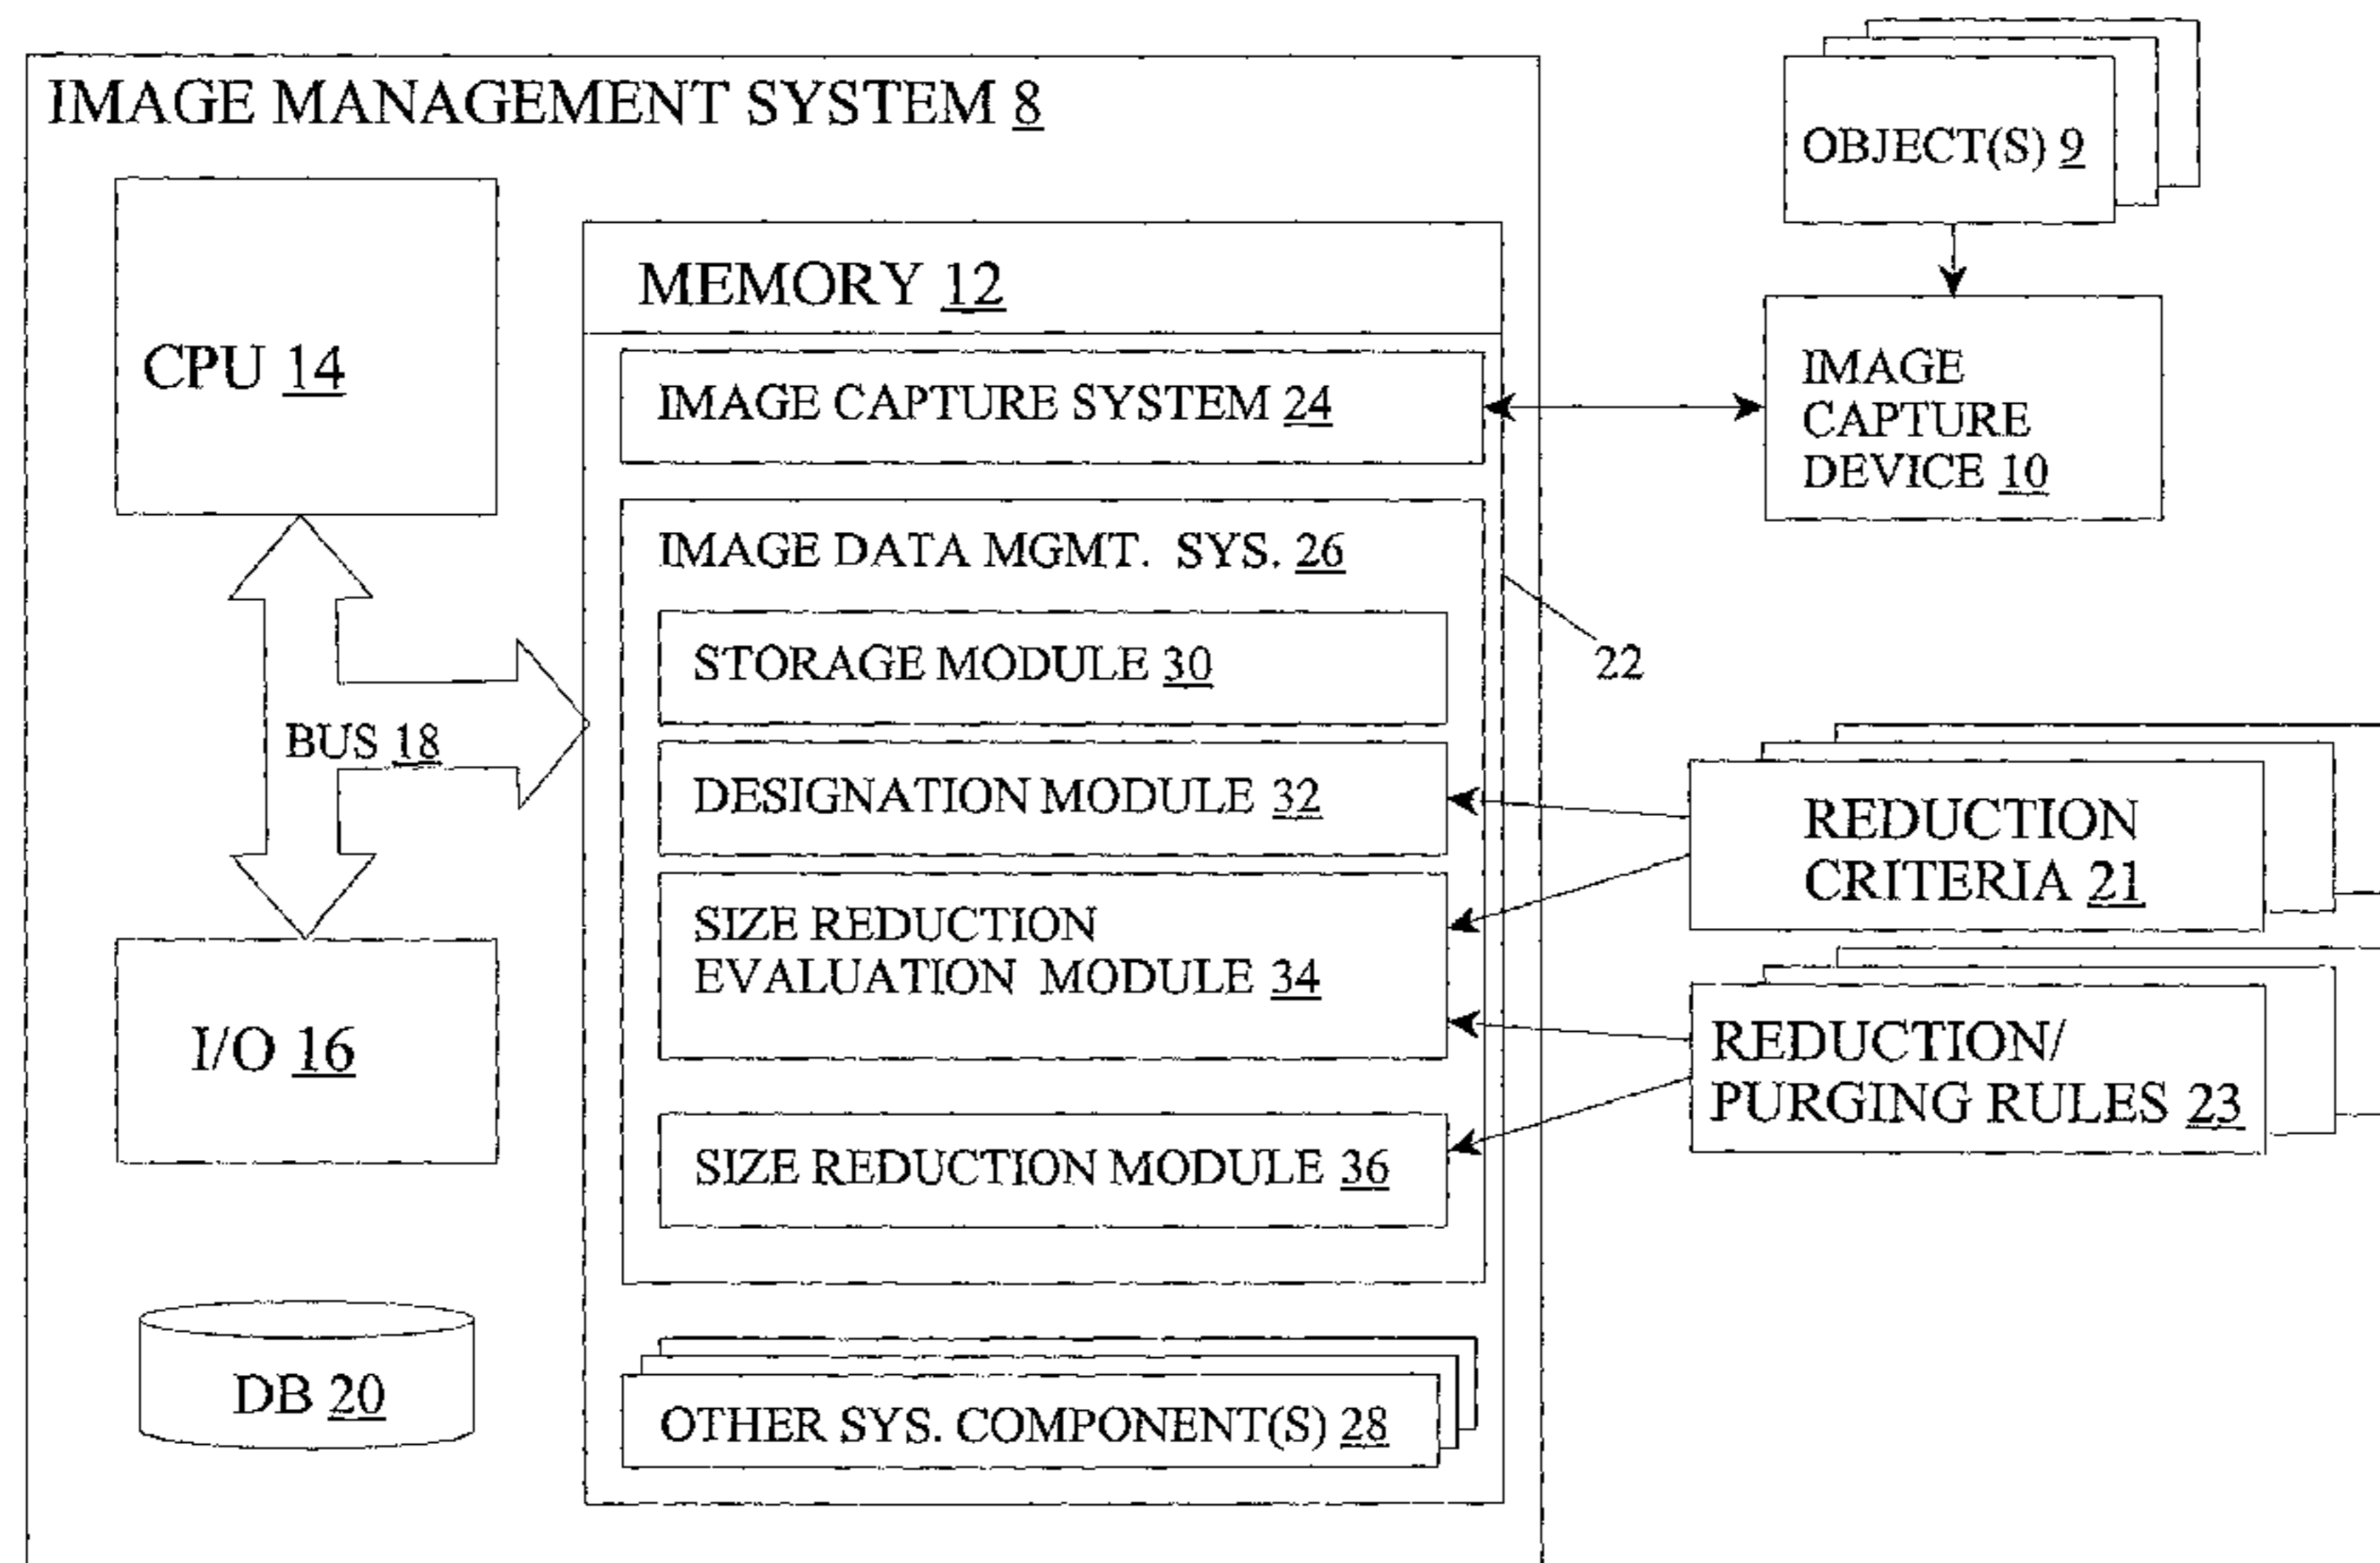 IMAGE MANAGEMENT SYSTEM 8
CPU 14
BUS 18
I/O 16
DB 20
MEMORY 12
IMAGE CAPTURE SYSTEM 24
IMAGE DATA MGMT. SYS. 26
STORAGE MODULE 30
DESIGNATION MODULE 32
SIZE REDUCTION
EVALUATION MODULE 34
SIZE REDUCTION MODULE 36
OTHER SYS. COMPONENT(S) 28
OBJECT(S) 9
IMAGE
CAPTURE
DEVICE 10
22
REDUCTION
CRITERIA 21
REDUCTION/
PURGING RULES 23